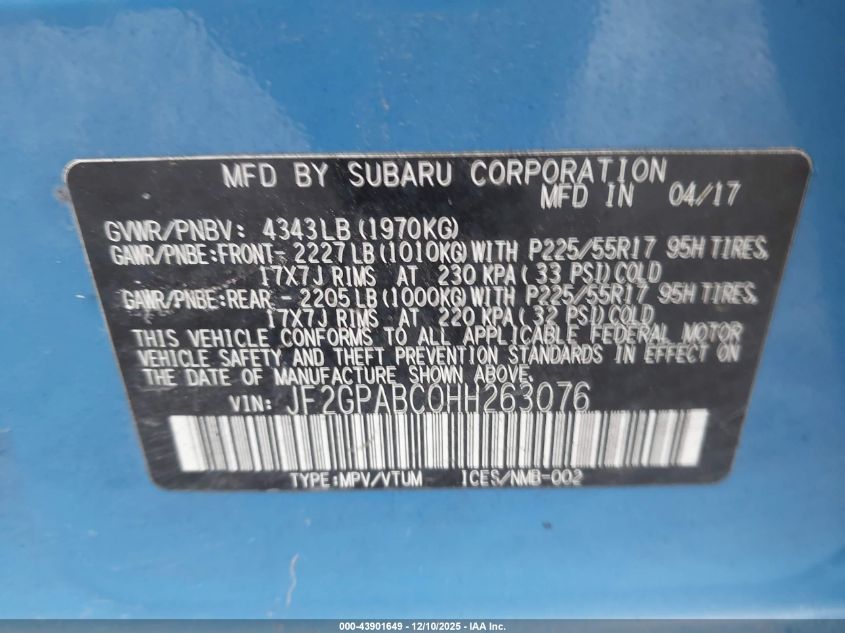 MFD BY SUBARU CORPORATION
MFD IN 04/17
GVWR/PNBV: 4343LB(1970KG)
GAWR/PNBE:FRONT- 2227LB(1010KG)WITH P225/55R17 95H TIRES,
17X7J RIMS AT 230 KPA( 33 PSI)COLD
GAWR/PNBE:REAR - 2205LB(1000KG)WITH P225/55R17 95H TIRES,
17X7J RIMS AT 220 KPA( 32 PSI)COLD
THIS VEHICLE CONFORMS TO ALL APPLICABLE FEDERAL MOTOR
VEHICLE SAFETY AND THEFT PREVENTION STANDARDS IN EFFECT ON
THE DATE OF MANUFACTURE SHOWN ABOVE.
VIN: JF2GPABC0HH263076
TYPE:MPV/VTUM ICES/NMB-002
000-43901649 - 12/10/2025 - IAA Inc.